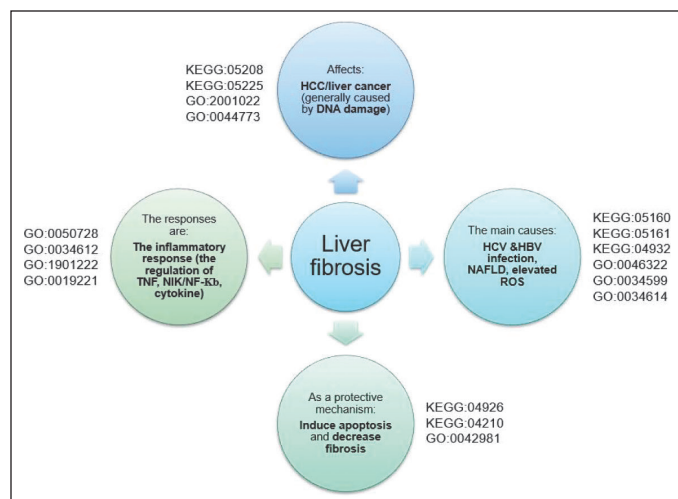 KEGG:05208
KEGG:05225
GO:2001022
GO:0044773
Affects:
HCC/liver cancer
(generally caused
by DNA damage)
GO:0050728
GO:0034612
GO:1901222
GO:0019221
The responses
are:
The inflammatory
response (the
regulation of
TNF, NIK/NF-Kb,
cytokine)
Liver
fibrosis
The main causes:
HCV &HBV
infection,
NAFLD, elevated
ROS
KEGG:05160
KEGG:05161
KEGG:04932
GO:0046322
GO:0034599
GO:0034614
As a protective
mechanism:
Induce apoptosis
and decrease
fibrosis
KEGG:04926
KEGG:04210
GO:0042981